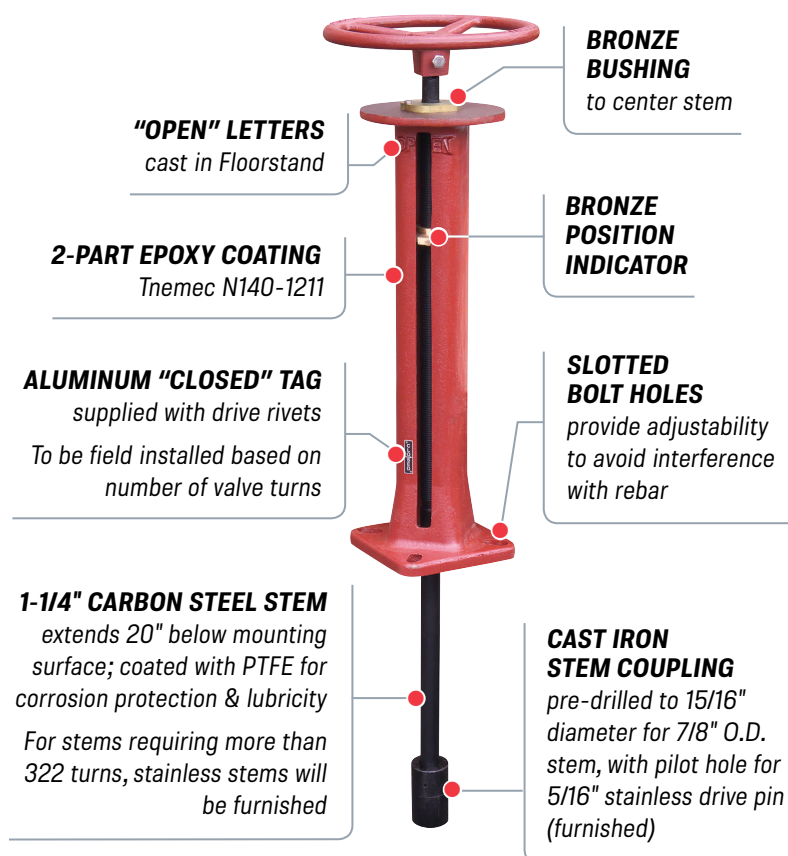 BRONZE
BUSHING
to center stem
"OPEN" LETTERS
cast in Floorstand
OPEN
BRONZE
POSITION
INDICATOR
2-PART EPOXY COATING
Tnemec N140-1211
ALUMINUM "CLOSED" TAG
supplied with drive rivets
To be field installed based on
number of valve turns
SLOTTED
BOLT HOLES
provide adjustability
to avoid interference
with rebar
1-1/4" CARBON STEEL STEM
extends 20" below mounting
surface; coated with PTFE for
corrosion protection & lubricity
For stems requiring more than
322 turns, stainless stems will
be furnished
CAST IRON
STEM COUPLING
pre-drilled to 15/16"
diameter for 7/8" O.D.
stem, with pilot hole for
5/16" stainless drive pin
(furnished)